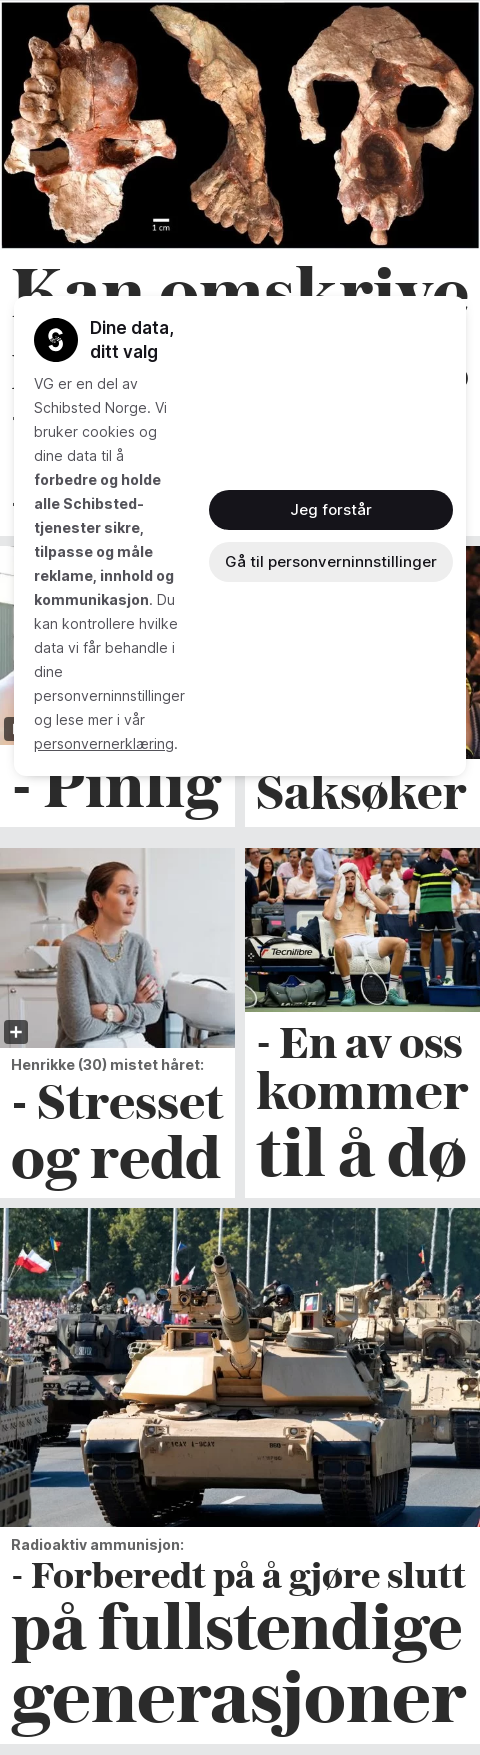 1 cm
Kan omskrive
Dine data,
ditt valg
VG er en del av
Schibsted Norge. Vi
bruker cookies og
dine data til å
forbedre og holde
alle Schibsted-
tjenester sikre,
tilpasse og måle
reklame, innhold og
kommunikasjon. Du
kan kontrollere hvilke
data vi får behandle i
dine
personverninnstillinger
og lese mer i vår
personvernerklæring.
Jeg forstår
Gå til personverninnstillinger
- Pinlig
Saksøker
Tecnifibre
Henrikke (30) mistet håret:
- Stresset
og redd
- En av oss
kommer
til å dø
Radioaktiv ammunisjon:
- Forberedt på å gjøre slutt
på fullstendige
generasjoner